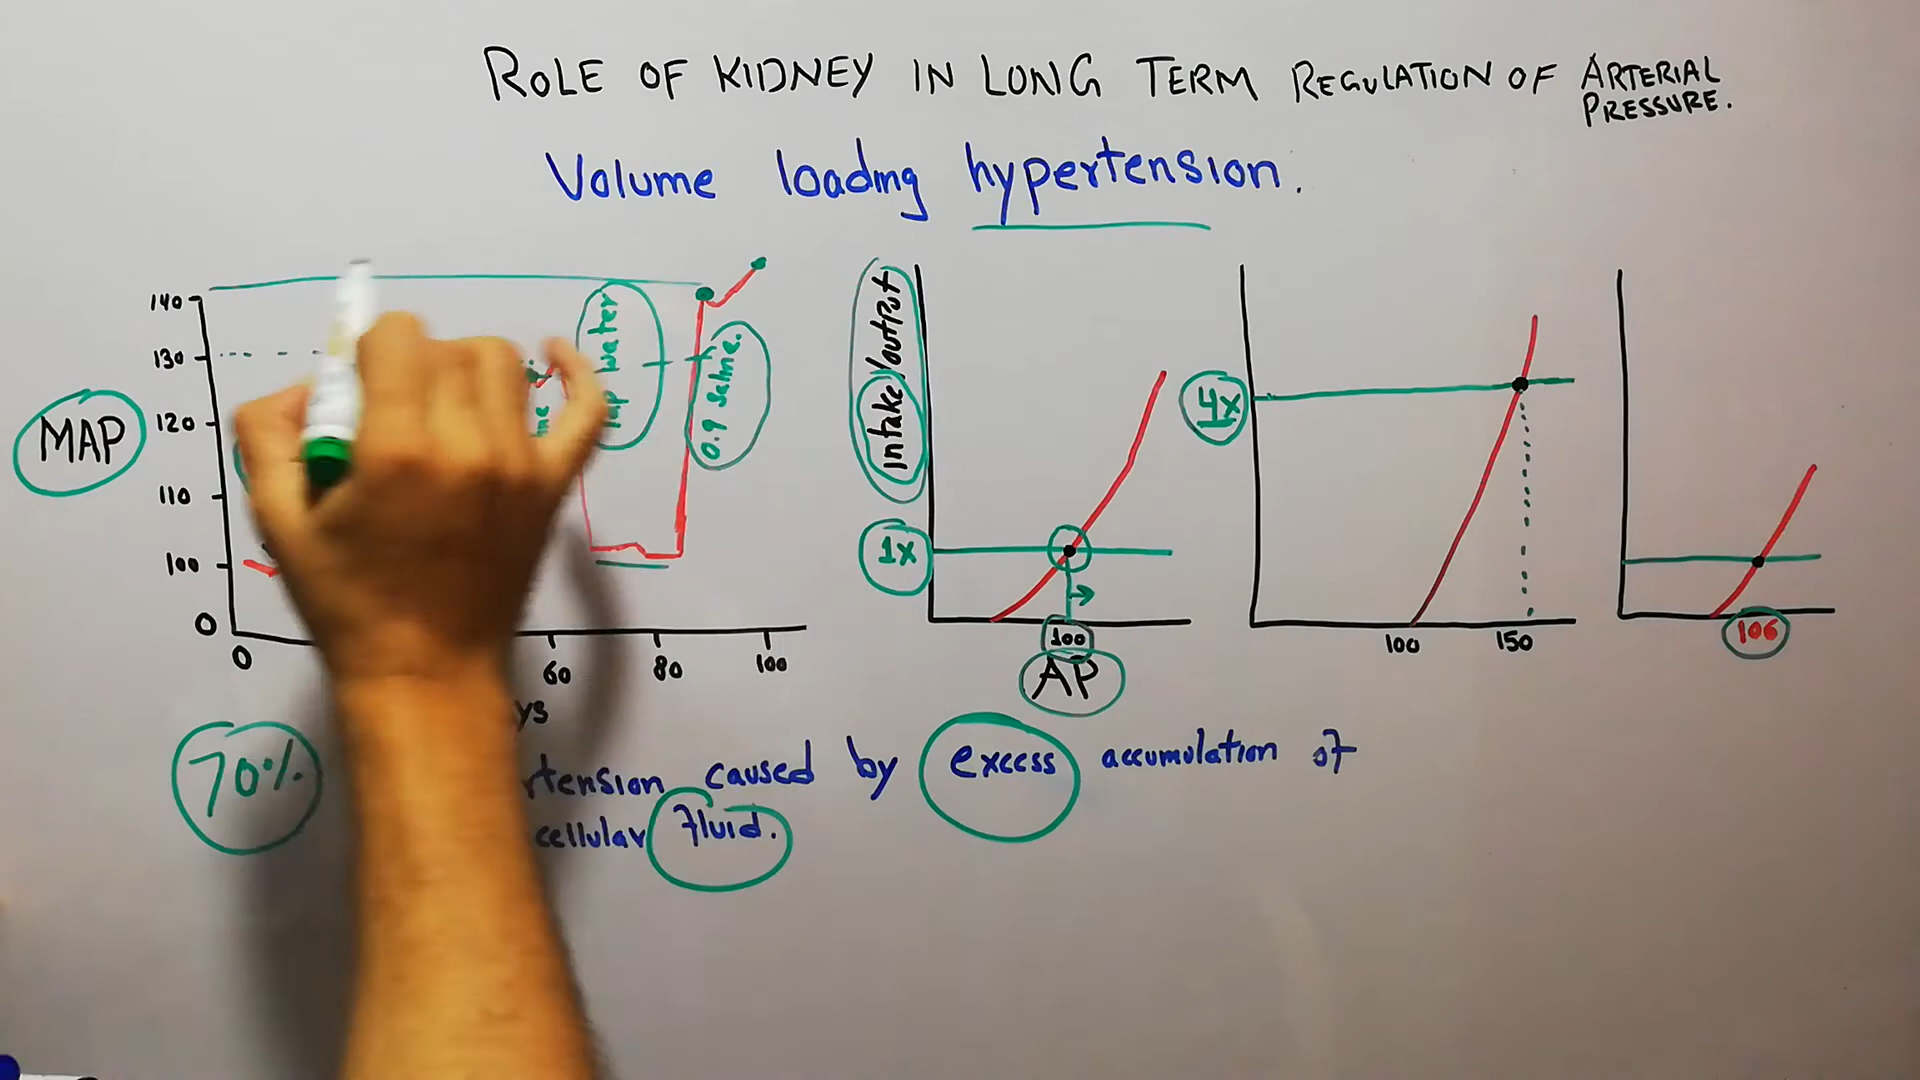 ROLE OF KIDNEY IN LONG TERM REGULATION OF ARTERIAL PRESSURE.
Volume loading hypertension.
MAP
140
130
120
110
100
0
0
60
80
100
water
0.9 Saline.
intake/output
1x
100
AP
4x
100
150
106
70%
caused by excess accumulation of
fluid.